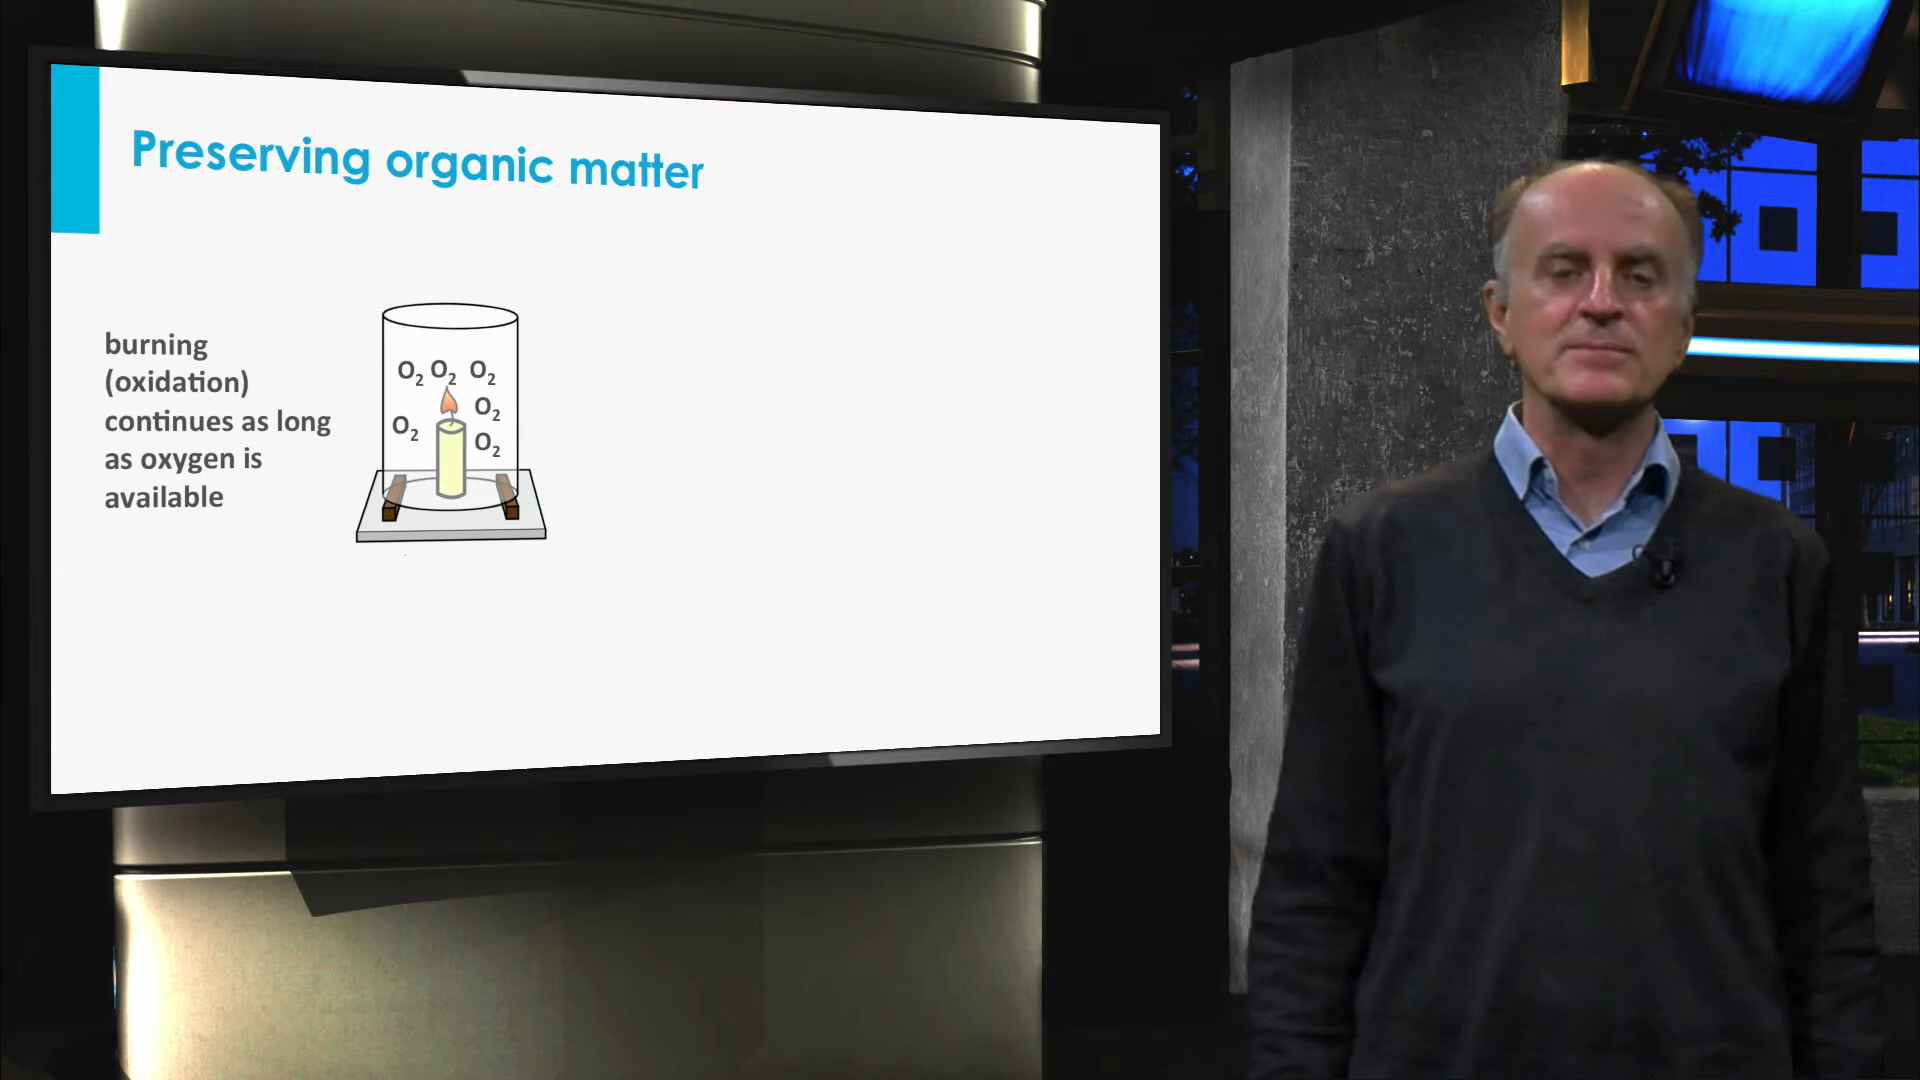 Preserving organic matter
burning
(oxidation)
continues as long
as oxygen is
available
O₂ O₂ O₂
O₂
O₂
O₂